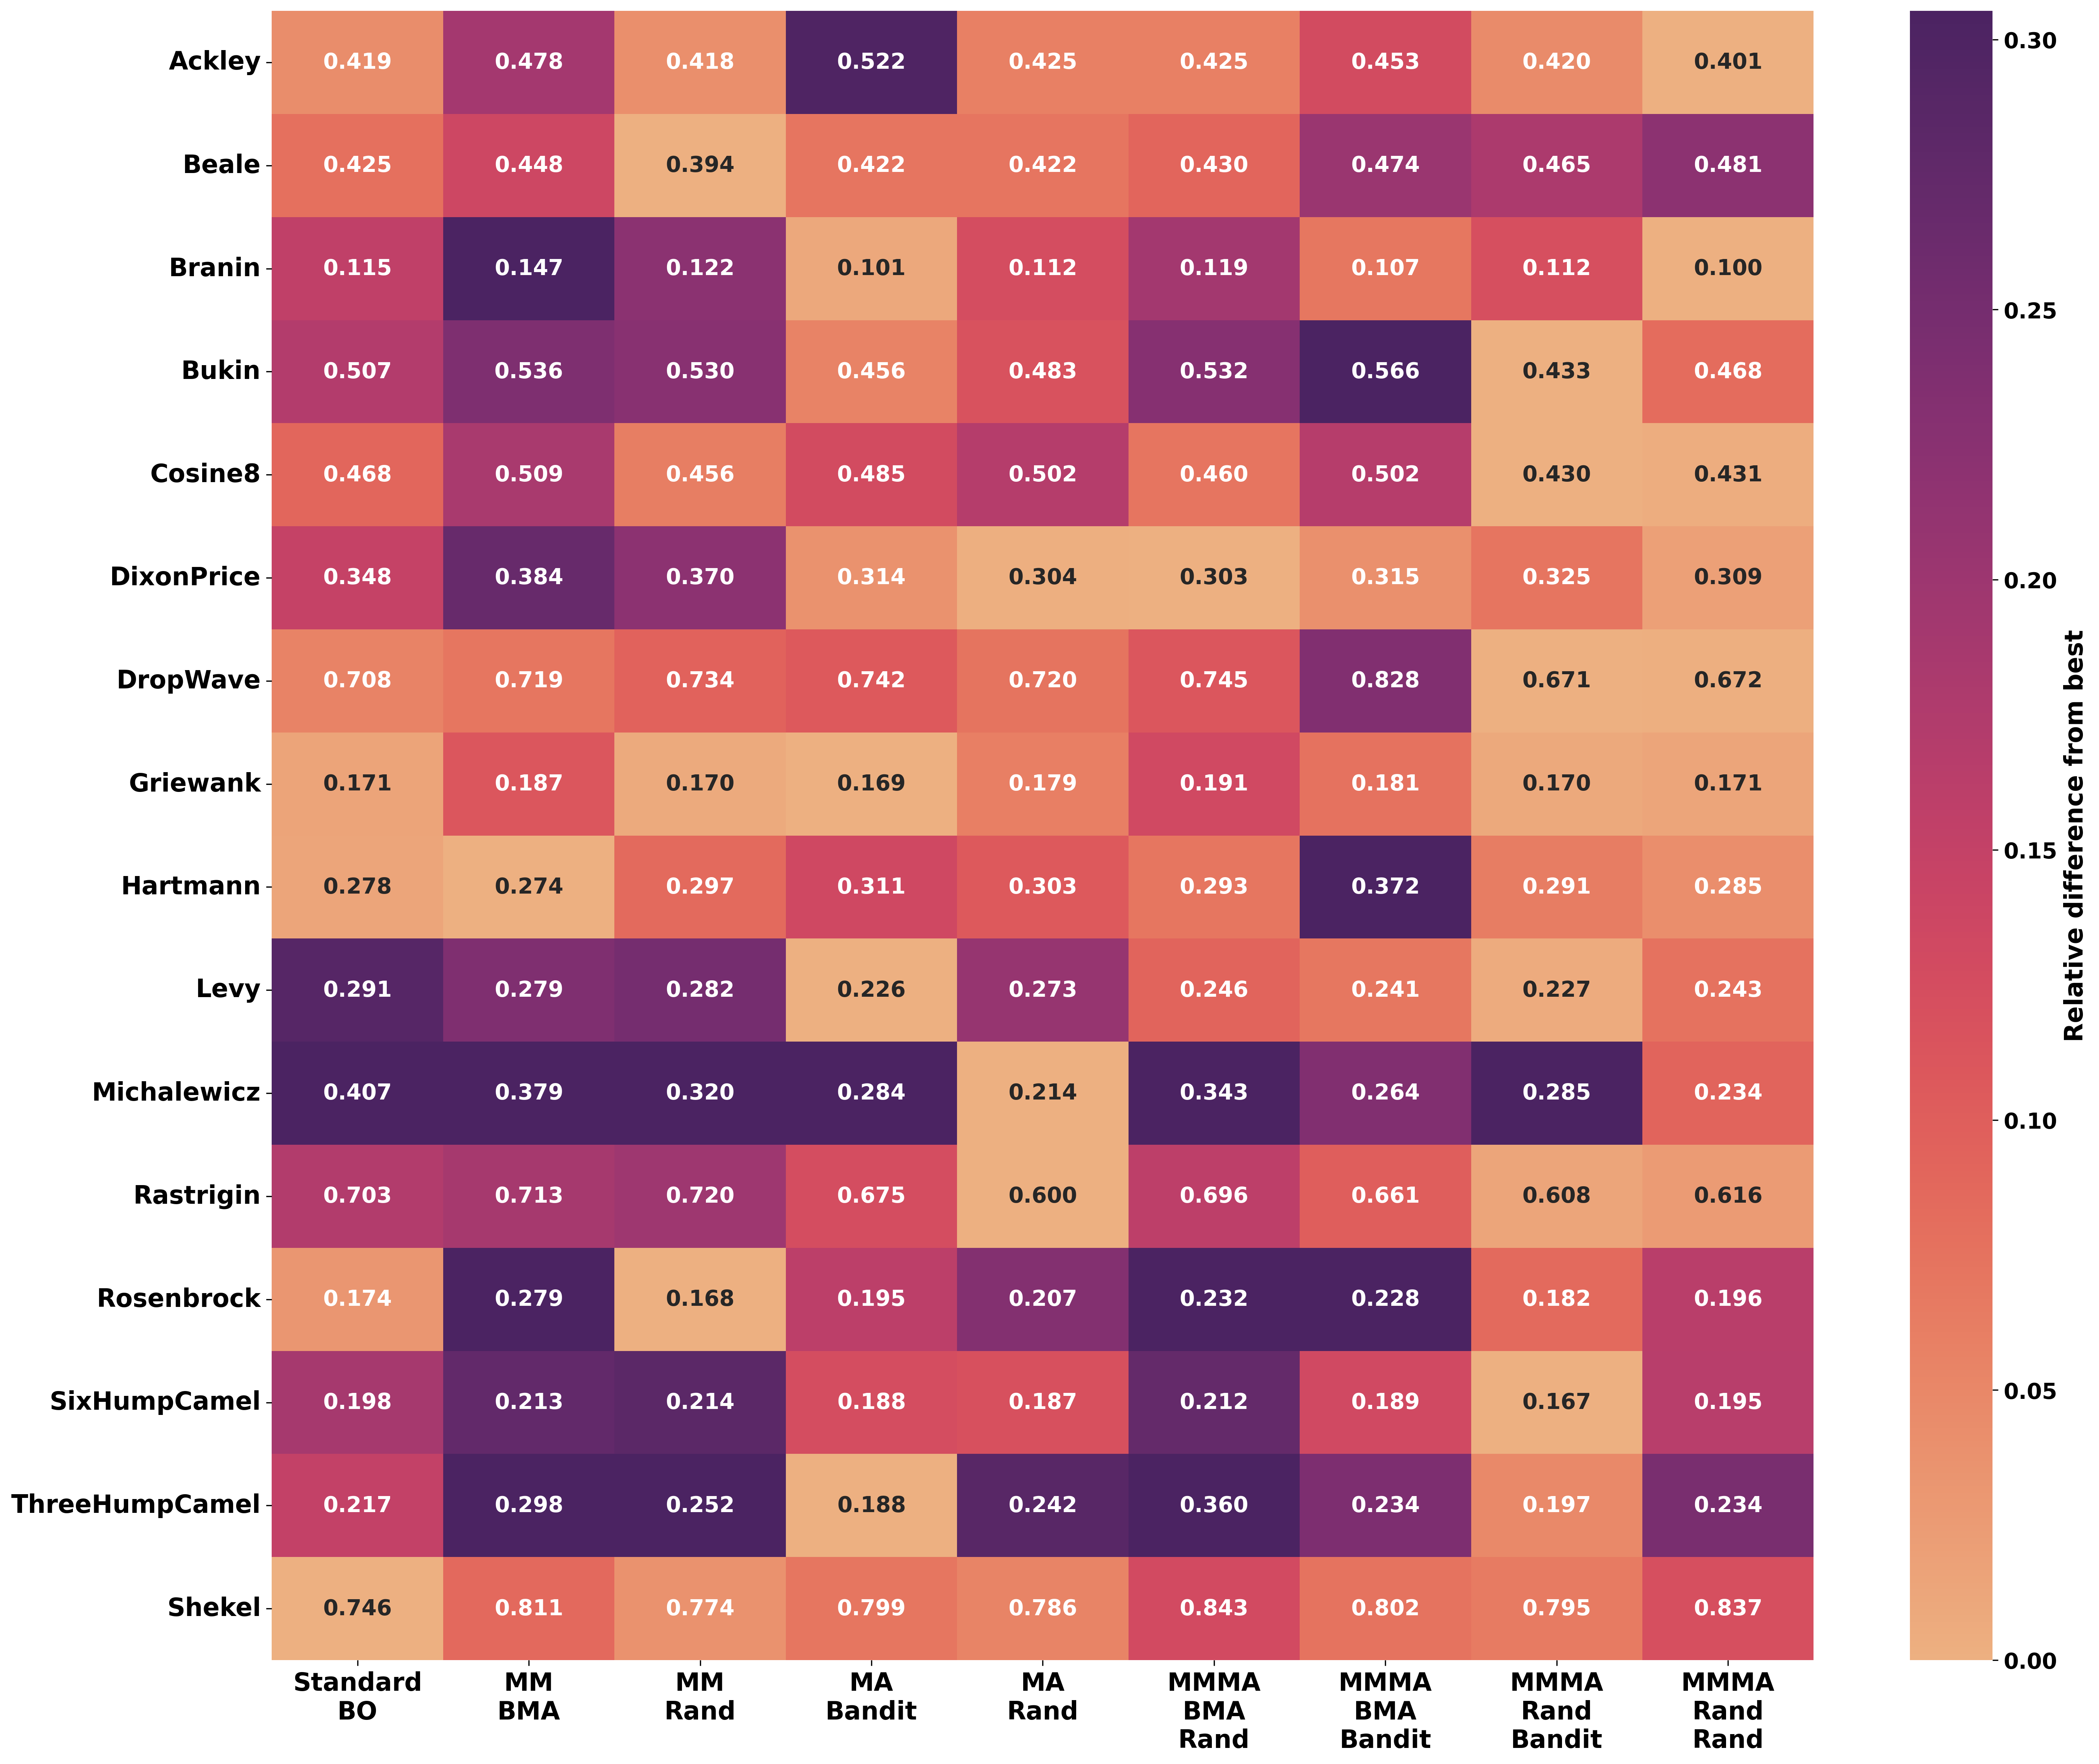 Ackley 0.419 0.478 0.418 0.522 0.425 0.425 0.453 0.420 0.401
Beale 0.425 0.448 0.394 0.422 0.422 0.430 0.474 0.465 0.481
Branin 0.115 0.147 0.122 0.101 0.112 0.119 0.107 0.112 0.100
Bukin 0.507 0.536 0.530 0.456 0.483 0.532 0.566 0.433 0.468
Cosine8 0.468 0.509 0.456 0.485 0.502 0.460 0.502 0.430 0.431
DixonPrice 0.348 0.384 0.370 0.314 0.304 0.303 0.315 0.325 0.309
DropWave 0.708 0.719 0.734 0.742 0.720 0.745 0.828 0.671 0.672
Griewank 0.171 0.187 0.170 0.169 0.179 0.191 0.181 0.170 0.171
Hartmann 0.278 0.274 0.297 0.311 0.303 0.293 0.372 0.291 0.285
Levy 0.291 0.279 0.282 0.226 0.273 0.246 0.241 0.227 0.243
Michalewicz 0.407 0.379 0.320 0.284 0.214 0.343 0.264 0.285 0.234
Rastrigin 0.703 0.713 0.720 0.675 0.600 0.696 0.661 0.608 0.616
Rosenbrock 0.174 0.279 0.168 0.195 0.207 0.232 0.228 0.182 0.196
SixHumpCamel 0.198 0.213 0.214 0.188 0.187 0.212 0.189 0.167 0.195
ThreeHumpCamel 0.217 0.298 0.252 0.188 0.242 0.360 0.234 0.197 0.234
Shekel 0.746 0.811 0.774 0.799 0.786 0.843 0.802 0.795 0.837
Standard MM MM MA MA MMMA MMMA MMMA MMMA
BO BMA Rand Bandit Rand BMA BMA Rand Rand
Rand Bandit Bandit Rand
0.30
0.25
0.20
0.15
0.10
0.05
0.00
Relative difference from best